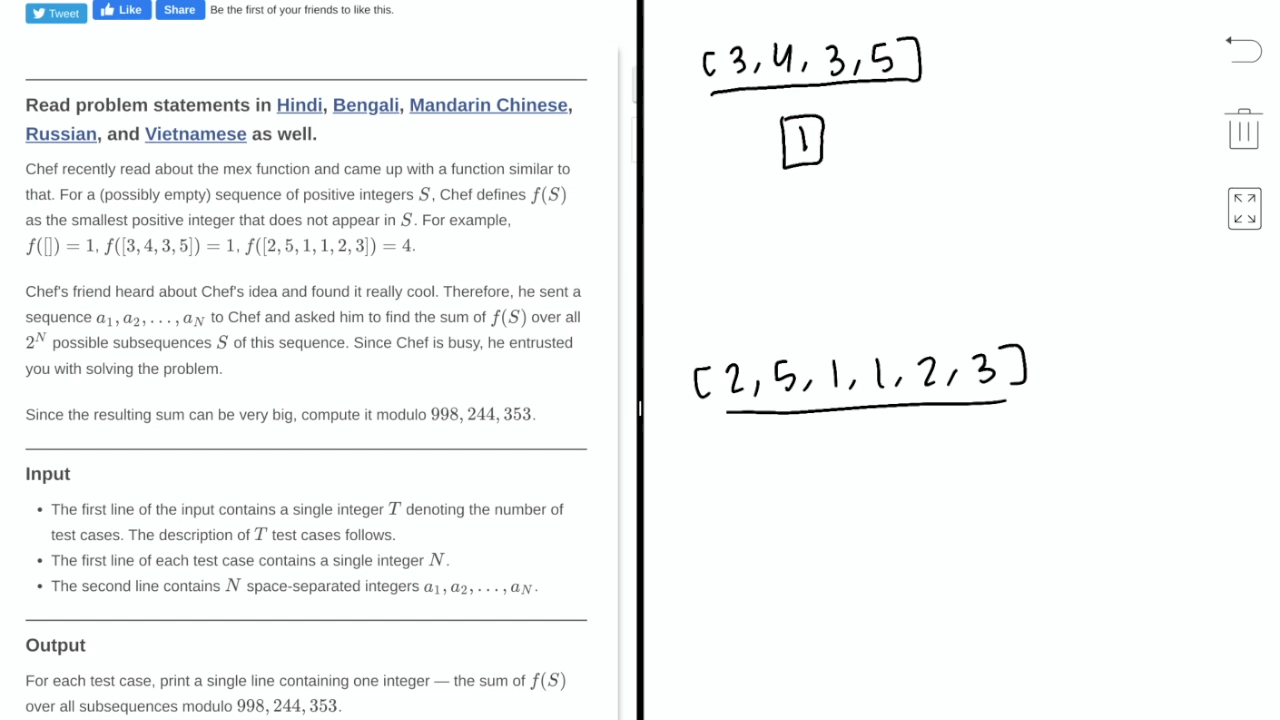 Tweet Like Share Be the first of your friends to like this.
Read problem statements in Hindi, Bengali, Mandarin Chinese,
Russian, and Vietnamese as well.
Chef recently read about the mex function and came up with a function similar to
that. For a (possibly empty) sequence of positive integers S, Chef defines f(S)
as the smallest positive integer that does not appear in S. For example,
f([]) = 1, f([3, 4, 3, 5]) = 1, f([2, 5, 1, 1, 2, 3]) = 4.
Chef's friend heard about Chef's idea and found it really cool. Therefore, he sent a
sequence a₁, a₂, . . . , a_N to Chef and asked him to find the sum of f(S) over all
2^N possible subsequences S of this sequence. Since Chef is busy, he entrusted
you with solving the problem.
Since the resulting sum can be very big, compute it modulo 998, 244, 353.
Input
• The first line of the input contains a single integer T denoting the number of
test cases. The description of T test cases follows.
• The first line of each test case contains a single integer N.
• The second line contains N space-separated integers a₁, a₂, . . . , a_N.
Output
For each test case, print a single line containing one integer — the sum of f(S)
over all subsequences modulo 998, 244, 353.
[3, 4, 3, 5]
1
[2, 5, 1, 1, 2, 3]